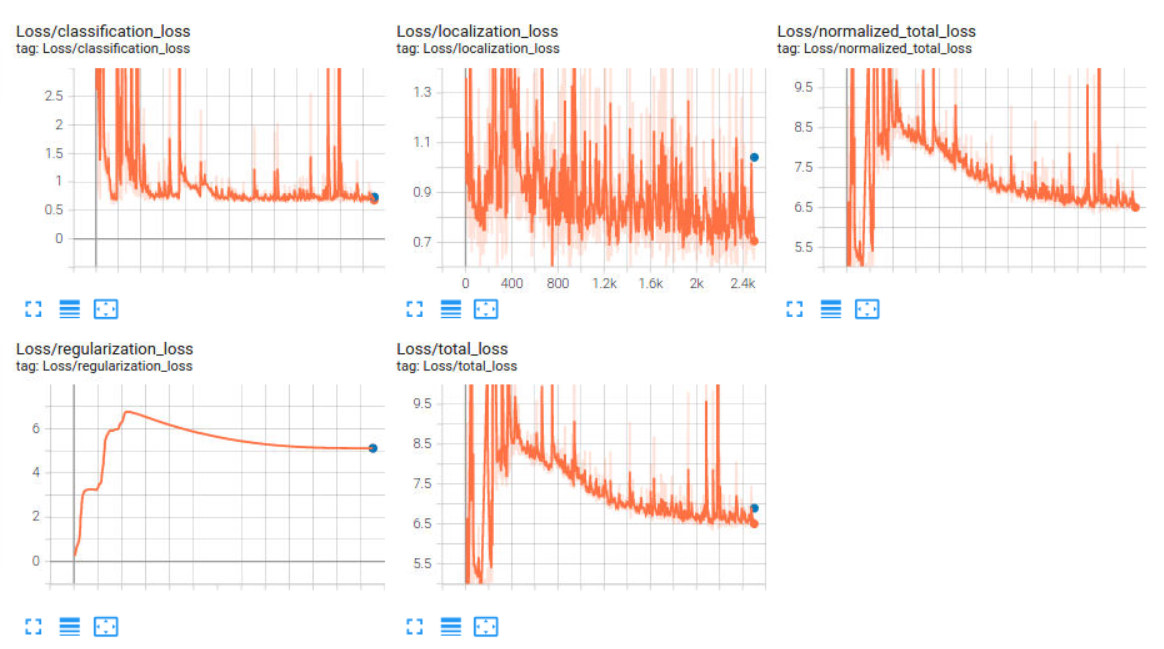 Loss/classification_loss
tag: Loss/classification_loss
2.5
2
1.5
1
0.5
0
Loss/localization_loss
tag: Loss/localization_loss
1.3
1.1
0.9
0.7
0 400 800 1.2k 1.6k 2k 2.4k
Loss/normalized_total_loss
tag: Loss/normalized_total_loss
9.5
8.5
7.5
6.5
5.5
Loss/regularization_loss
tag: Loss/regularization_loss
6
4
2
0
Loss/total_loss
tag: Loss/total_loss
9.5
8.5
7.5
6.5
5.5